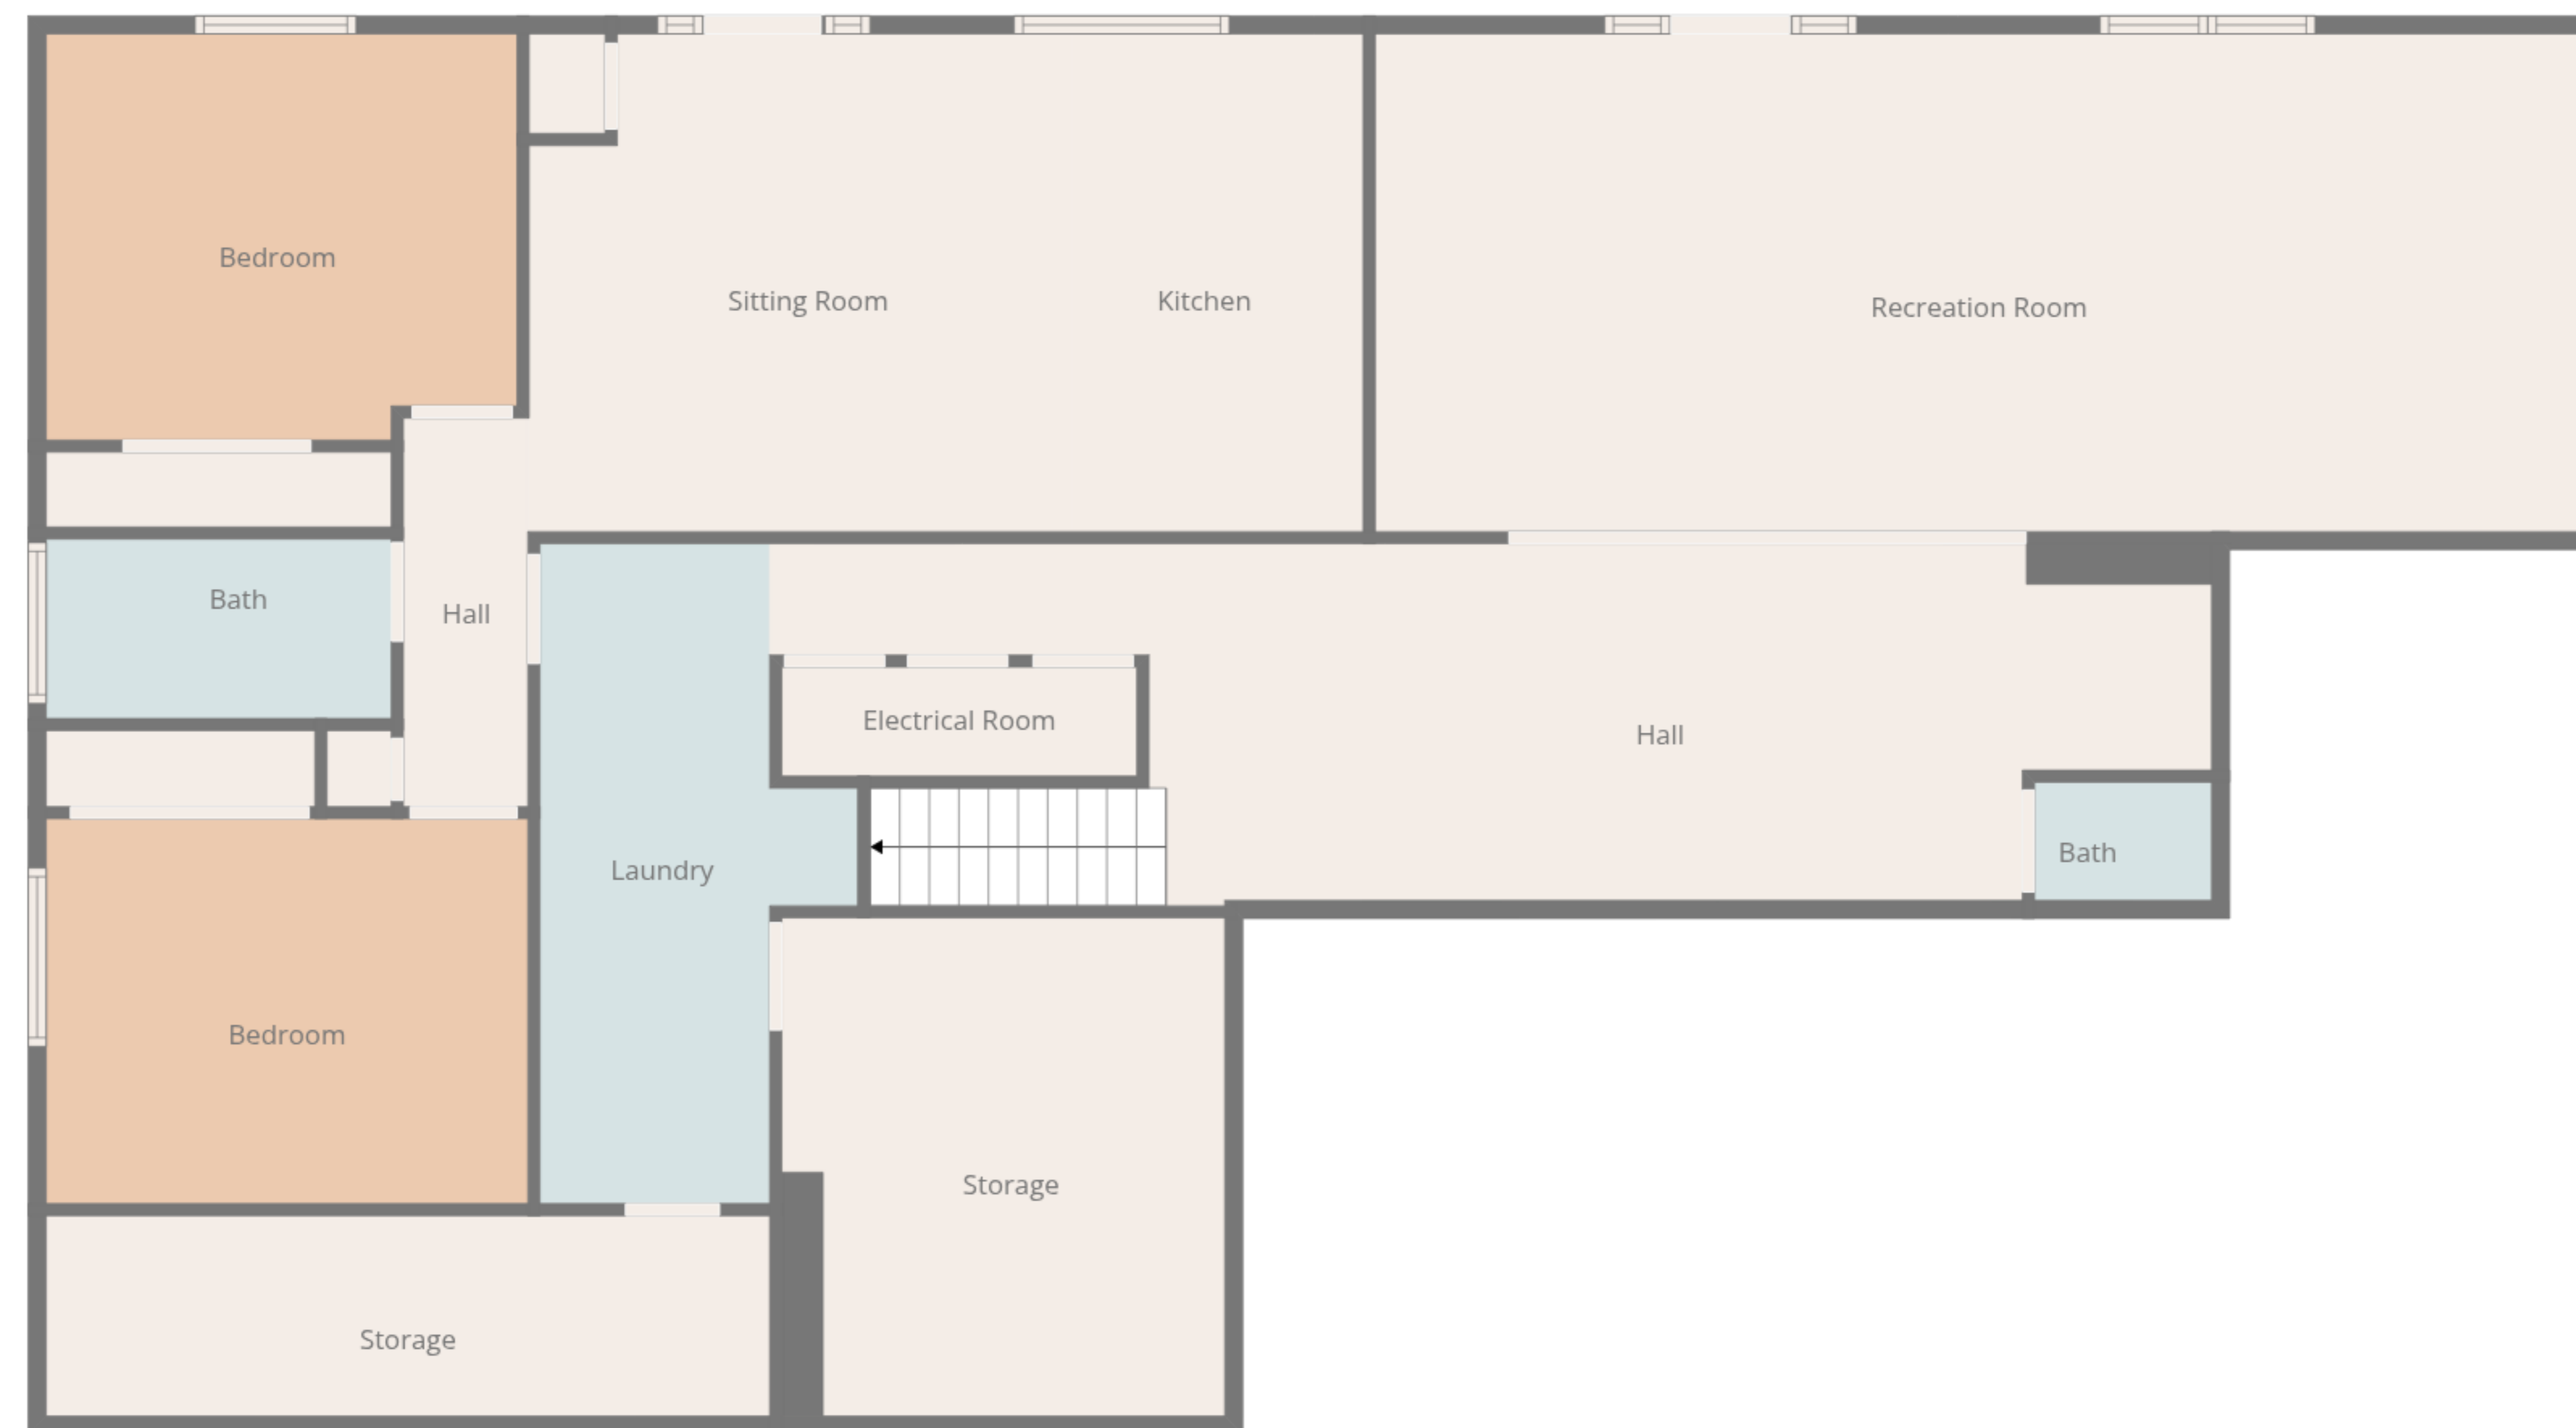 Bedroom
Sitting Room
Kitchen
Recreation Room
Bath
Hall
Electrical Room
Hall
Laundry
Bath
Bedroom
Storage
Storage